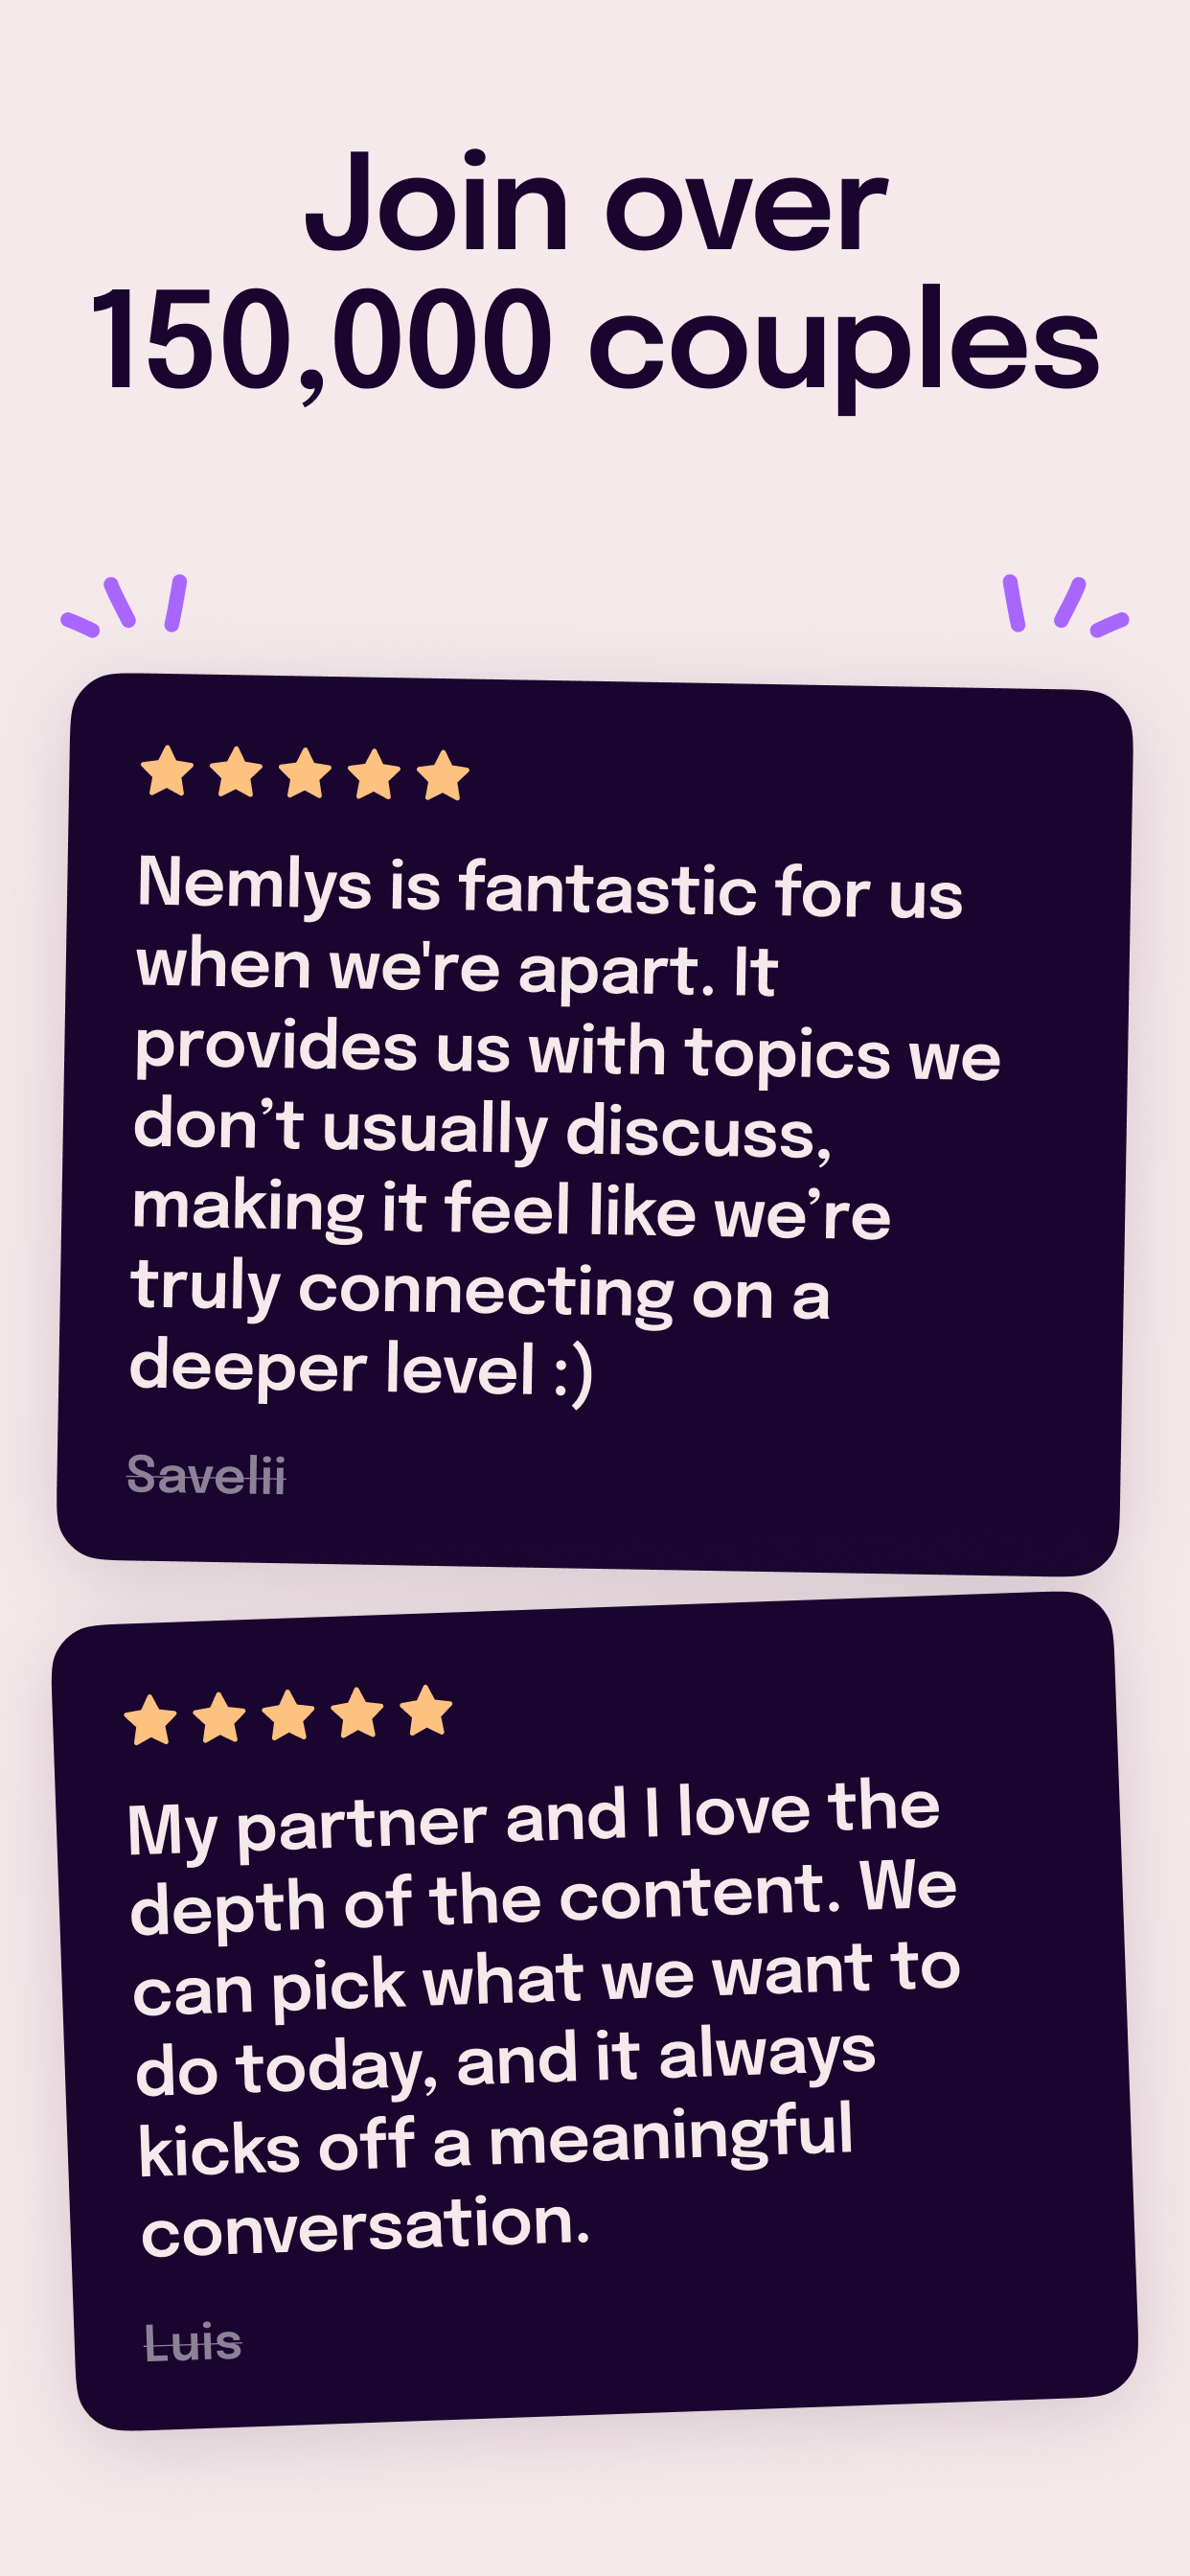 Join over
150,000 couples
Nemlys is fantastic for us
when we're apart. It
provides us with topics we
don’t usually discuss,
making it feel like we’re
truly connecting on a
deeper level :)
Savelii
My partner and I love the
depth of the content. We
can pick what we want to
do today, and it always
kicks off a meaningful
conversation.
Luis